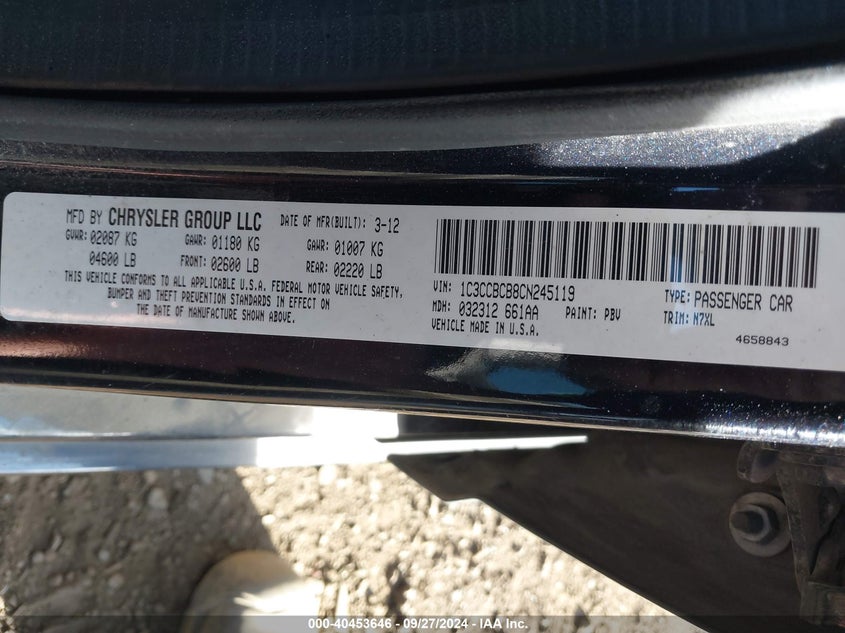 MFD BY CHRYSLER GROUP LLC DATE OF MFR(BUILT): 3-12
GVWR: 02087 KG GAWR: 01180 KG GAWR: 01007 KG
04600 LB FRONT: 02600 LB REAR: 02220 LB
THIS VEHICLE CONFORMS TO ALL APPLICABLE U.S.A. FEDERAL MOTOR VEHICLE SAFETY,
BUMPER AND THEFT PREVENTION STANDARDS IN EFFECT ON
THE DATE OF MANUFACTURE SHOWN ABOVE.
VIN: 1C3CCBCB8CN245119 TYPE: PASSENGER CAR
MDH: 032312 661AA PAINT: PBV TRIM: N7XL
VEHICLE MADE IN U.S.A.
4658843
000-40453646 - 09/27/2024 - IAA Inc.